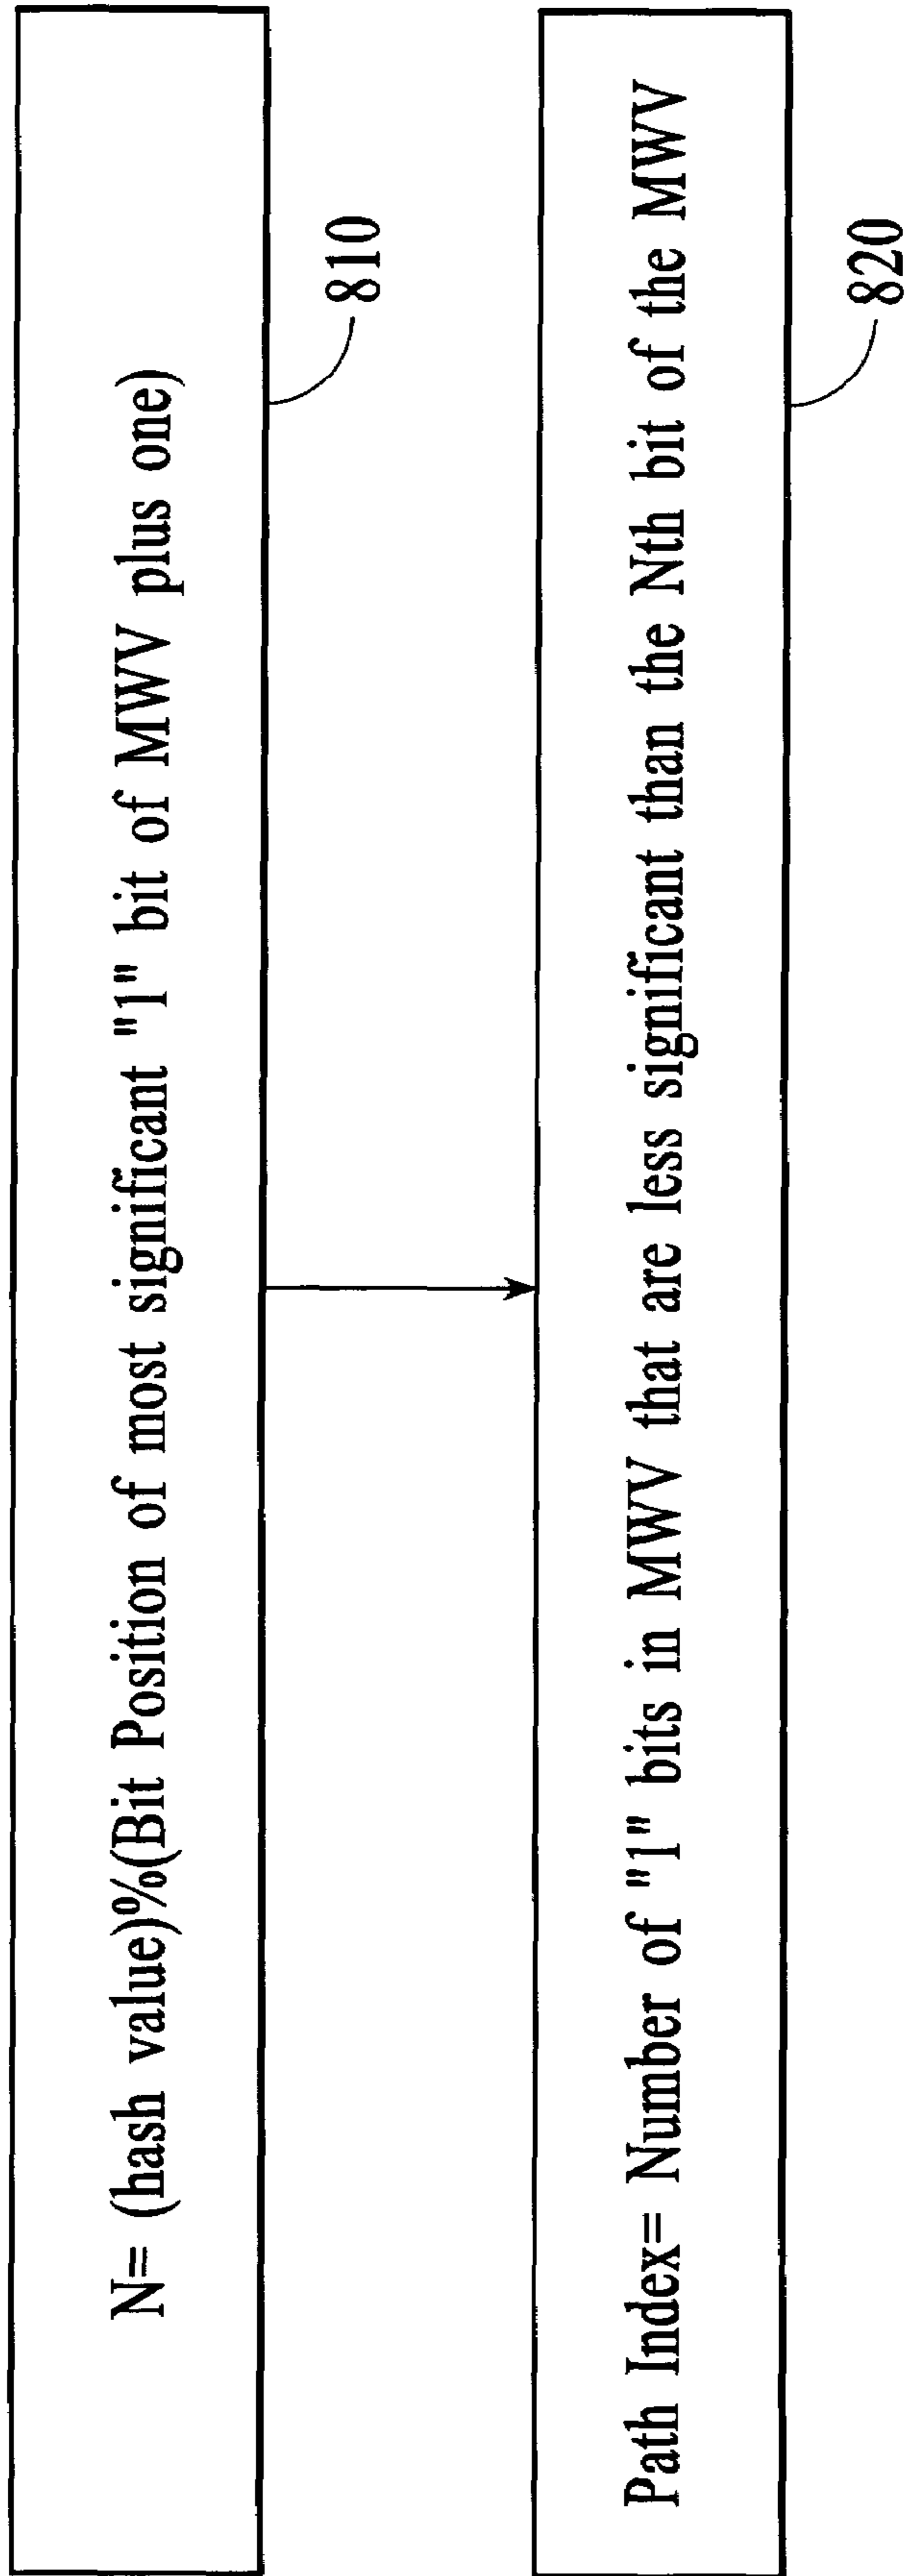 N= (hash value)%(Bit Position of most significant "1" bit of MWV plus one)
810
Path Index= Number of "1" bits in MWV that are less significant than the Nth bit of the MWV
820